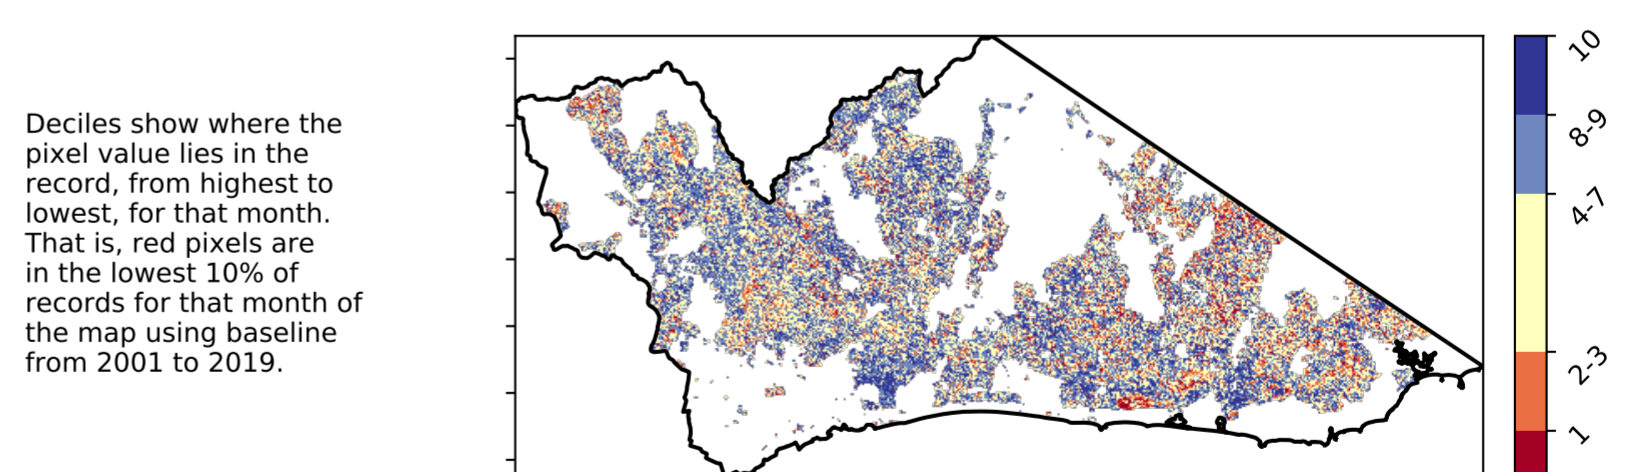 Deciles show where the
pixel value lies in the
record, from highest to
lowest, for that month.
That is, red pixels are
in the lowest 10% of
records for that month of
the map using baseline
from 2001 to 2019.
10
8-9
4-7
2-3
1